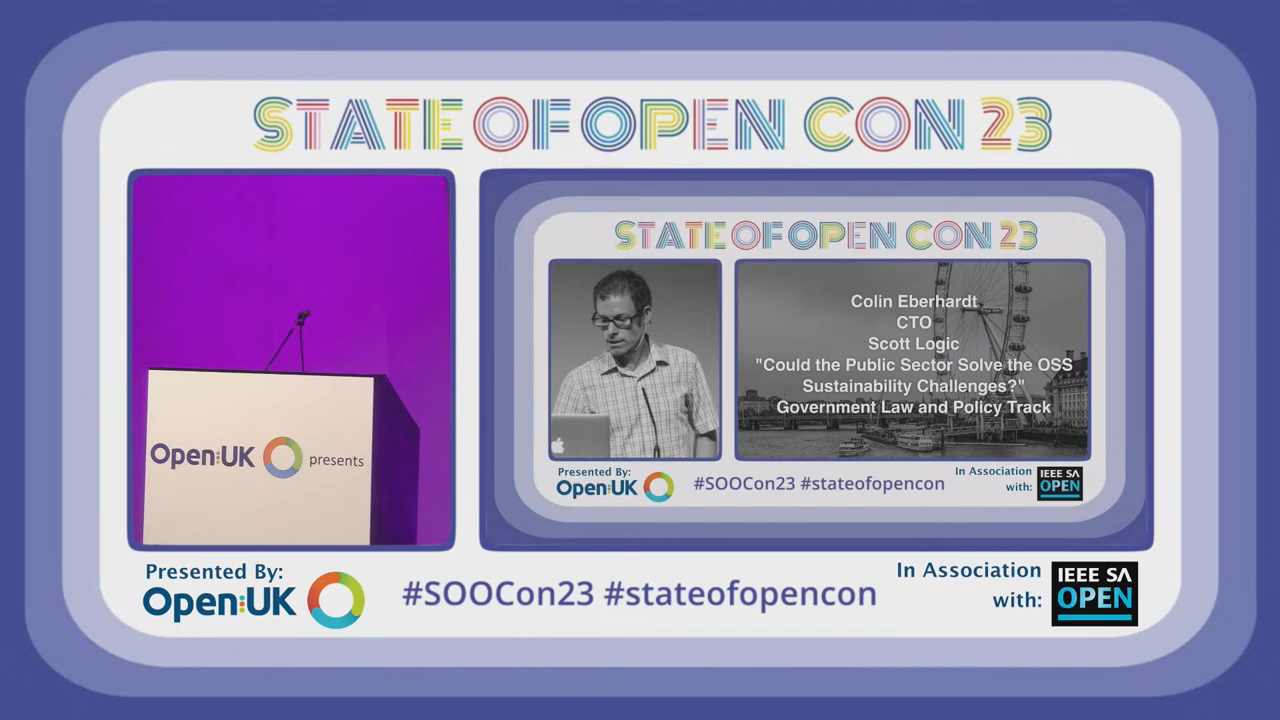 STATE OF OPEN CON 23
Open:UK presents
STATE OF OPEN CON 23
Colin Eberhardt
CTO
Scott Logic
"Could the Public Sector Solve the OSS
Sustainability Challenges?"
Government Law and Policy Track
Presented By:
Open:UK
#SOOCon23 #stateofopencon
In Association
with:
IEEE SA
OPEN
Presented By:
Open:UK
#SOOCon23 #stateofopencon
In Association
with:
IEEE SA
OPEN